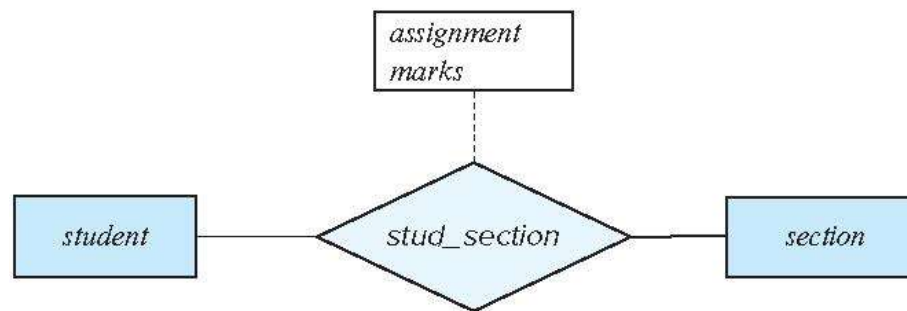 assignment
marks
student
stud_section
section